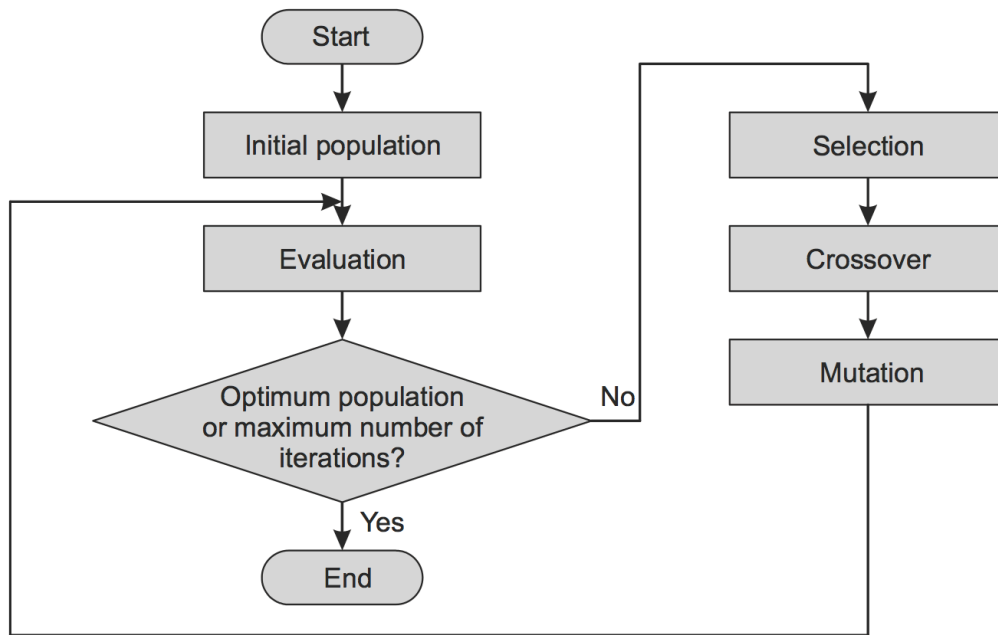 Start
Initial population
Evaluation
Optimum population
or maximum number of
iterations?
No
Yes
End
Selection
Crossover
Mutation